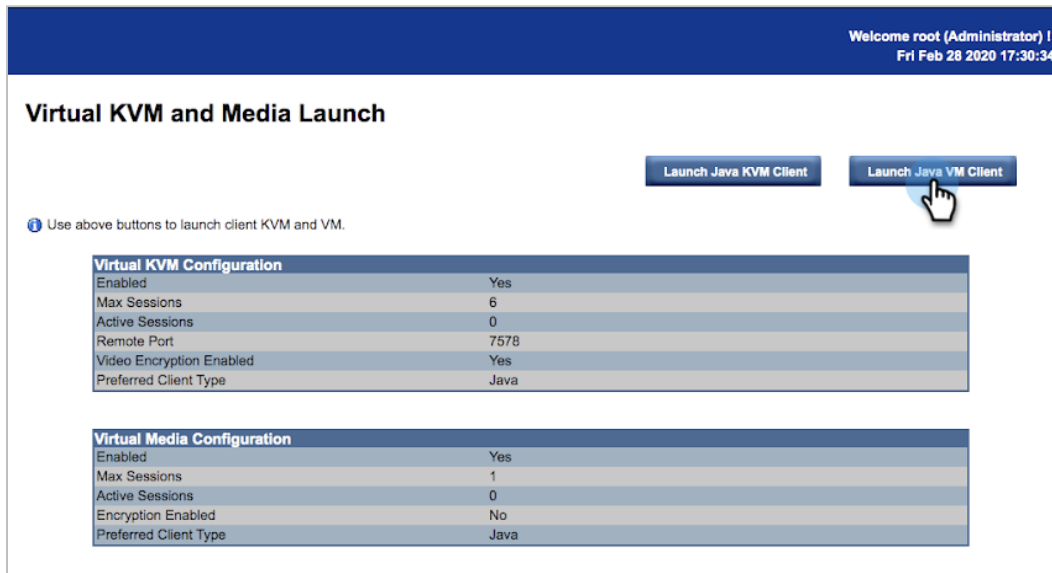 Welcome root (Administrator) !
Fri Feb 28 2020 17:30:34
Virtual KVM and Media Launch
Launch Java KVM Client
Launch Java VM Client
Use above buttons to launch client KVM and VM.
Virtual KVM Configuration
Enabled Yes
Max Sessions 6
Active Sessions 0
Remote Port 7578
Video Encryption Enabled Yes
Preferred Client Type Java
Virtual Media Configuration
Enabled Yes
Max Sessions 1
Active Sessions 0
Encryption Enabled No
Preferred Client Type Java